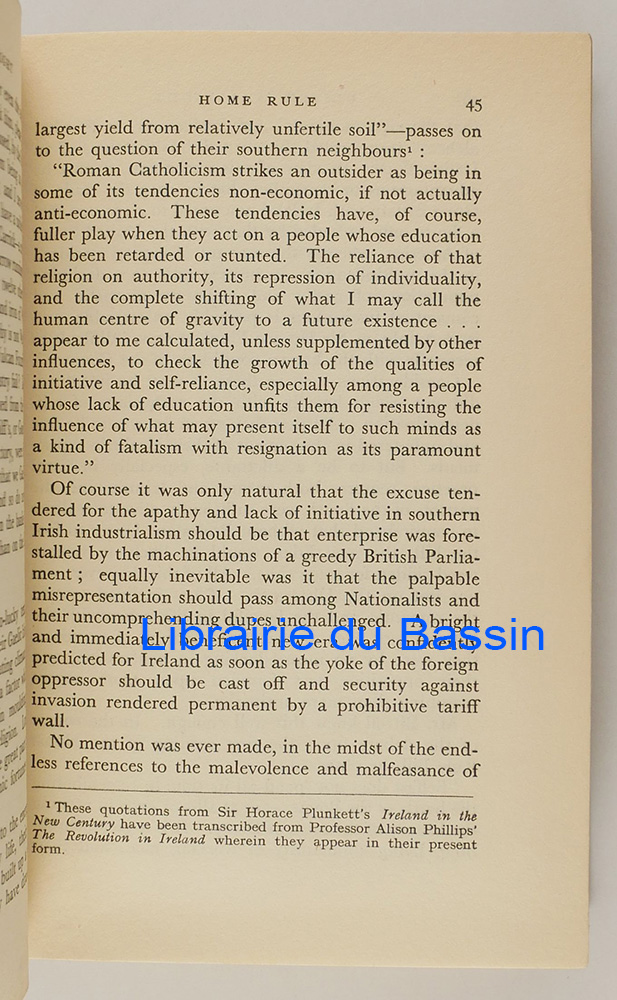 HOME RULE 45
largest yield from relatively unfertile soil”—passes on
to the question of their southern neighbours¹ :
“Roman Catholicism strikes an outsider as being in
some of its tendencies non-economic, if not actually
anti-economic. These tendencies have, of course,
fuller play when they act on a people whose education
has been retarded or stunted. The reliance of that
religion on authority, its repression of individuality,
and the complete shifting of what I may call the
human centre of gravity to a future existence . . .
appear to me calculated, unless supplemented by other
influences, to check the growth of the qualities of
initiative and self-reliance, especially among a people
whose lack of education unfits them for resisting the
influence of what may present itself to such minds as
a kind of fatalism with resignation as its paramount
virtue.”
Of course it was only natural that the excuse ten-
dered for the apathy and lack of initiative in southern
Irish industrialism should be that enterprise was fore-
stalled by the machinations of a greedy British Parlia-
ment ; equally inevitable was it that the palpable
misrepresentation should pass among Nationalists and
their uncomprehending dupes unchallenged. A bright
and immediately beneficent new era was confidently
Librairie du Bassin
predicted for Ireland as soon as the yoke of the foreign
oppressor should be cast off and security against
invasion rendered permanent by a prohibitive tariff
wall.
No mention was ever made, in the midst of the end-
less references to the malevolence and malfeasance of
¹ These quotations from Sir Horace Plunkett’s Ireland in the
New Century have been transcribed from Professor Alison Phillips’
The Revolution in Ireland wherein they appear in their present
form.